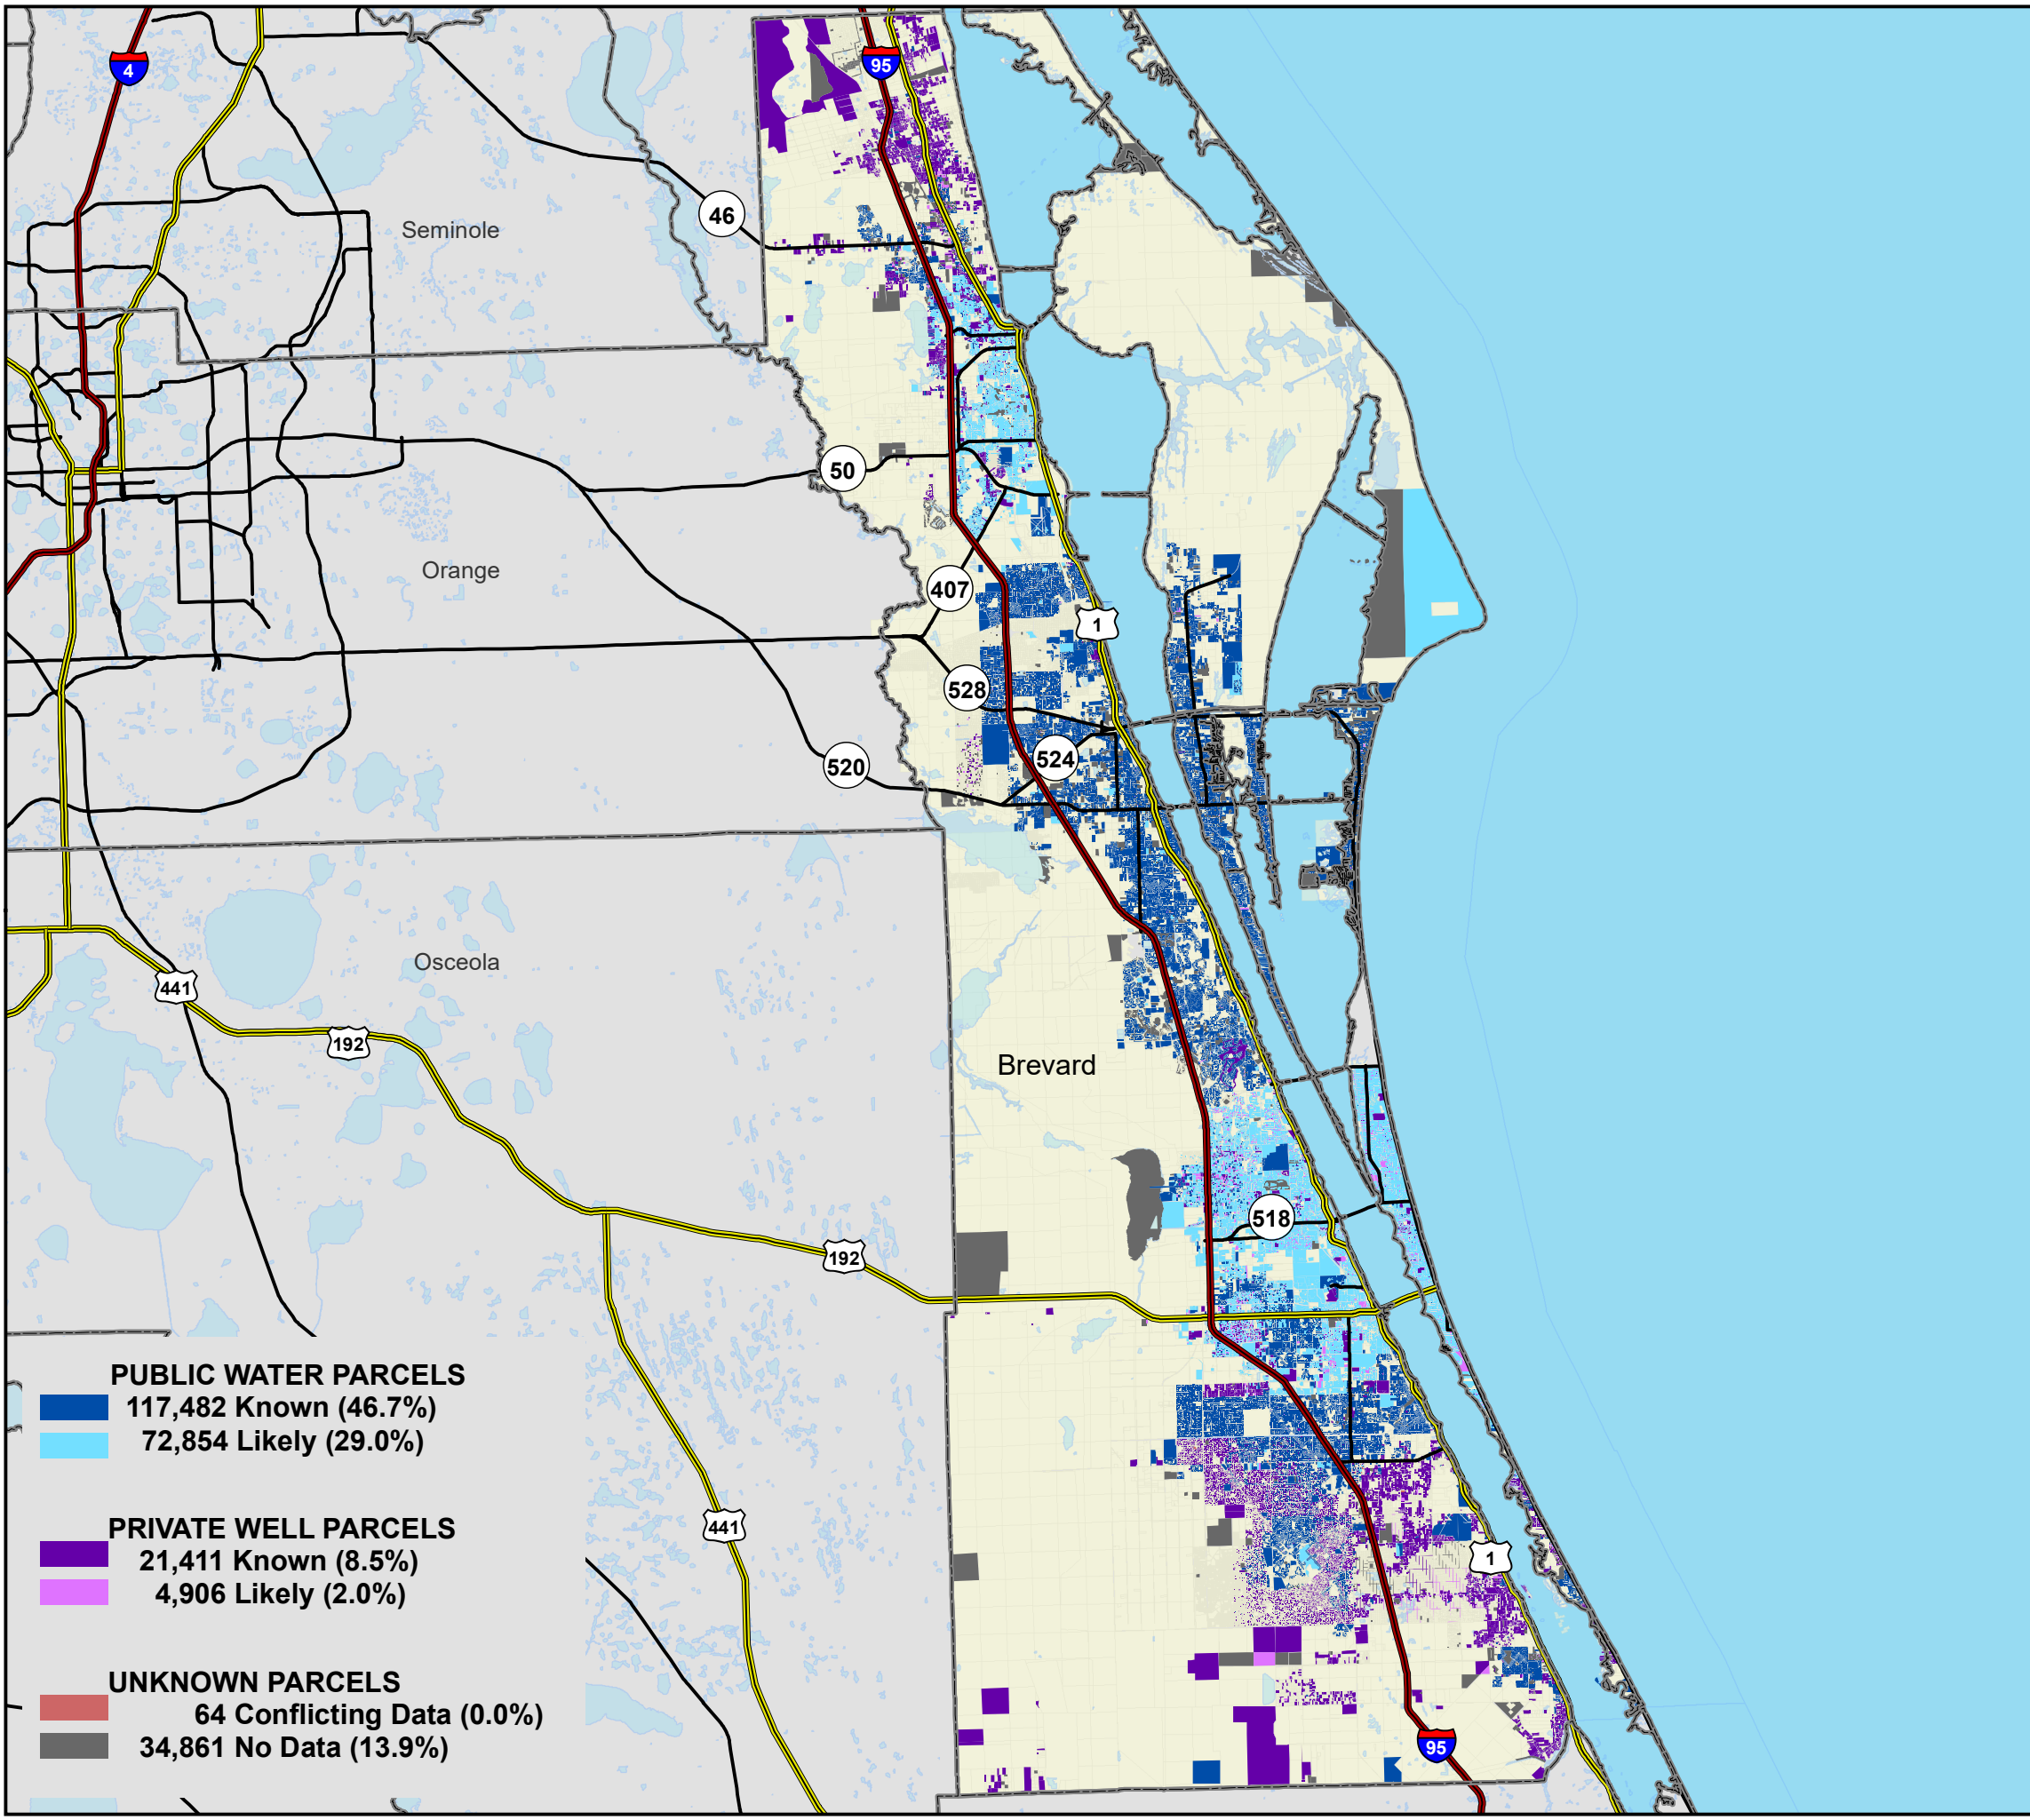 4
95
46
Seminole
50
Orange
407
1
528
524
520
Osceola
441
192
Brevard
518
192
PUBLIC WATER PARCELS
117,482 Known (46.7%)
72,854 Likely (29.0%)
441
PRIVATE WELL PARCELS
21,411 Known (8.5%)
4,906 Likely (2.0%)
1
UNKNOWN PARCELS
64 Conflicting Data (0.0%)
34,861 No Data (13.9%)
95